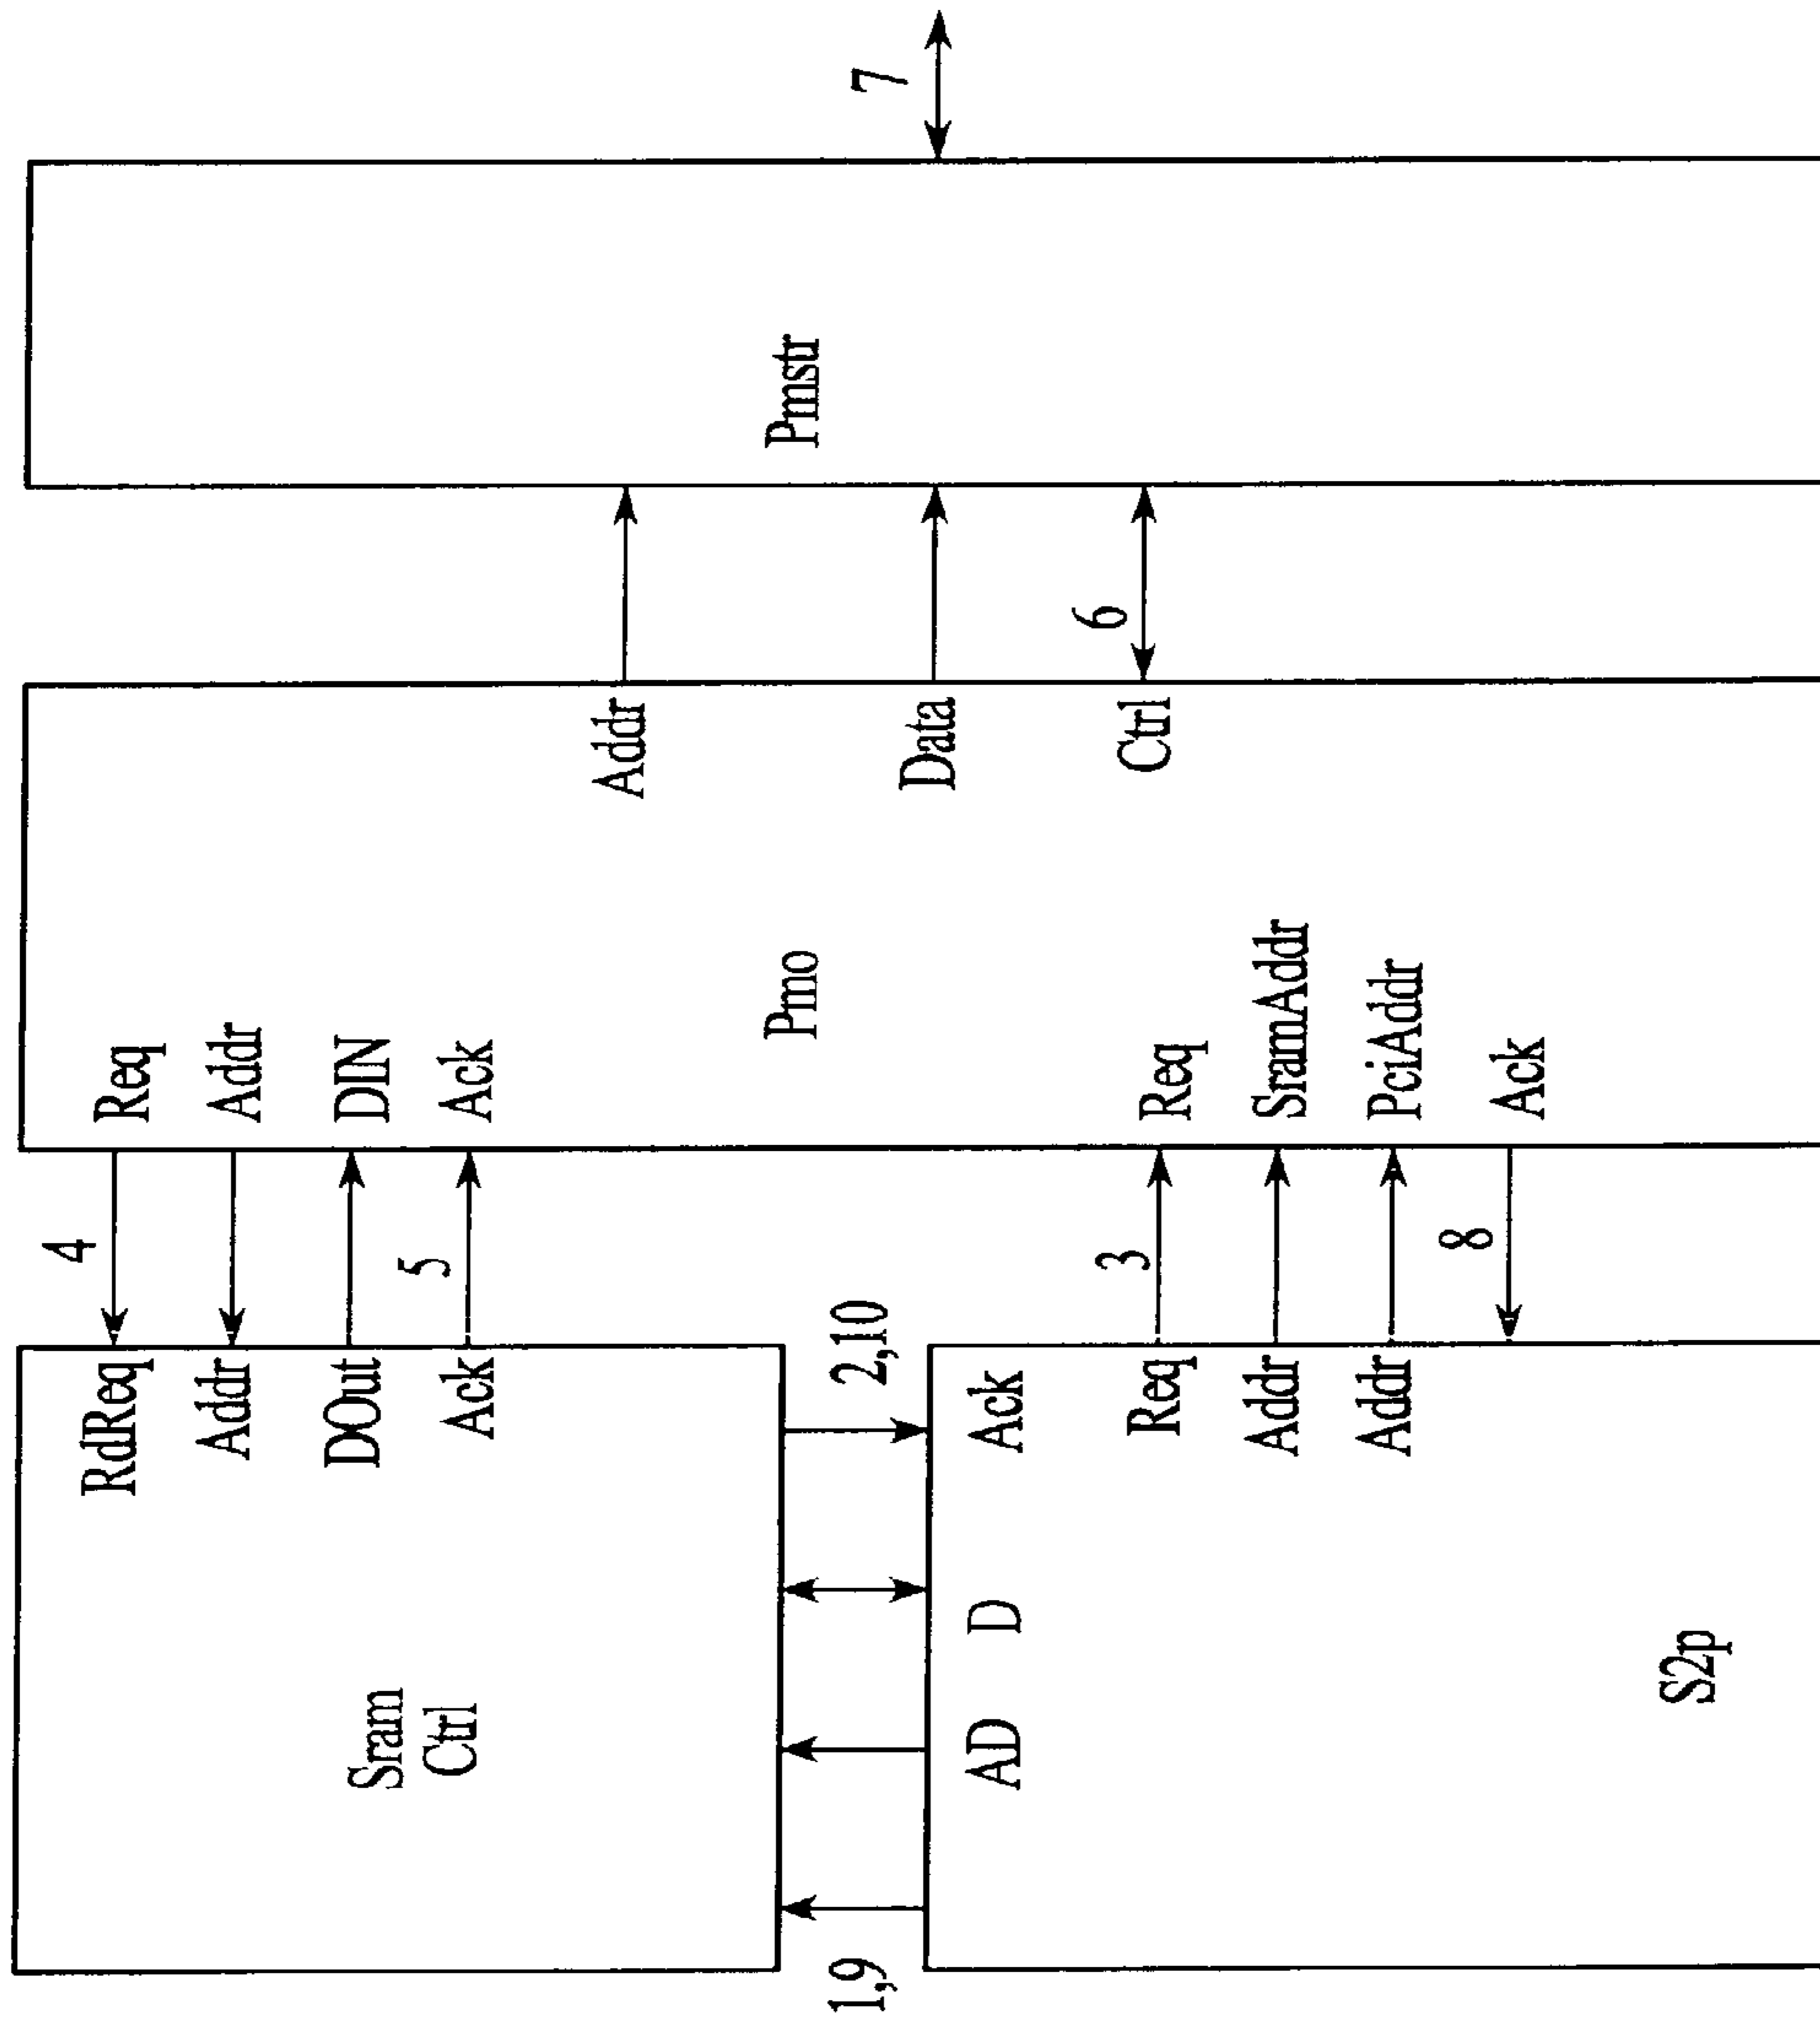 7
Pmstr
6
Addr
Data
Ctrl
Req
Addr
DIN
Ack
Pmo
Req
SramAddr
PciAddr
Ack
4
5
3
8
RdReq
Addr
DOut
Ack
2,10
Ack
Req
Addr
Addr
Sram
Ctrl
AD
D
S2p
1,9